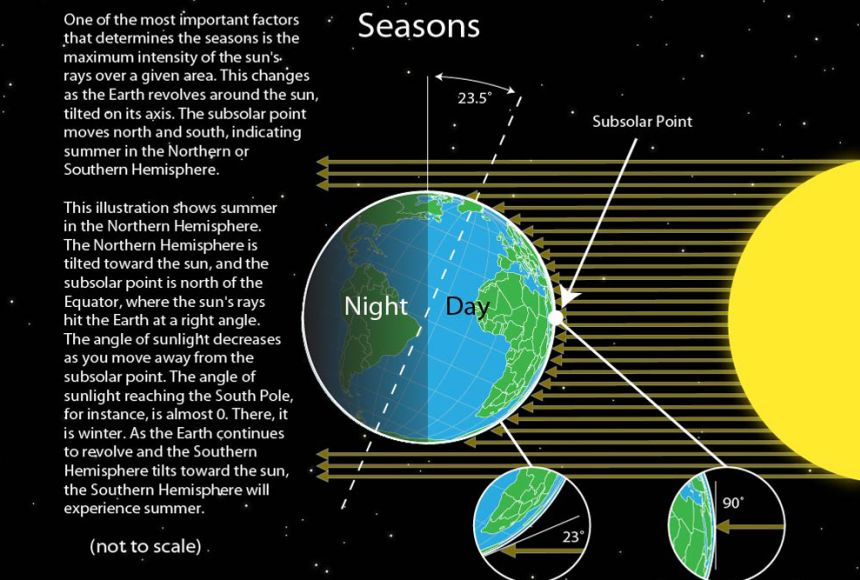 Seasons
One of the most important factors
that determines the seasons is the
maximum intensity of the sun's
rays over a given area. This changes
as the Earth revolves around the sun,
tilted on its axis. The subsolar point
moves north and south, indicating
summer in the Northern or
Southern Hemisphere.
This illustration shows summer
in the Northern Hemisphere.
The Northern Hemisphere is
tilted toward the sun, and the
subsolar point is north of the
Equator, where the sun's rays
hit the Earth at a right angle.
The angle of sunlight decreases
as you move away from the
subsolar point. The angle of
sunlight reaching the South Pole,
for instance, is almost 0. There, it
is winter. As the Earth continues
to revolve and the Southern
Hemisphere tilts toward the sun,
the Southern Hemisphere will
experience summer.
(not to scale)
23.5°
Subsolar Point
Night
Day
23°
90°